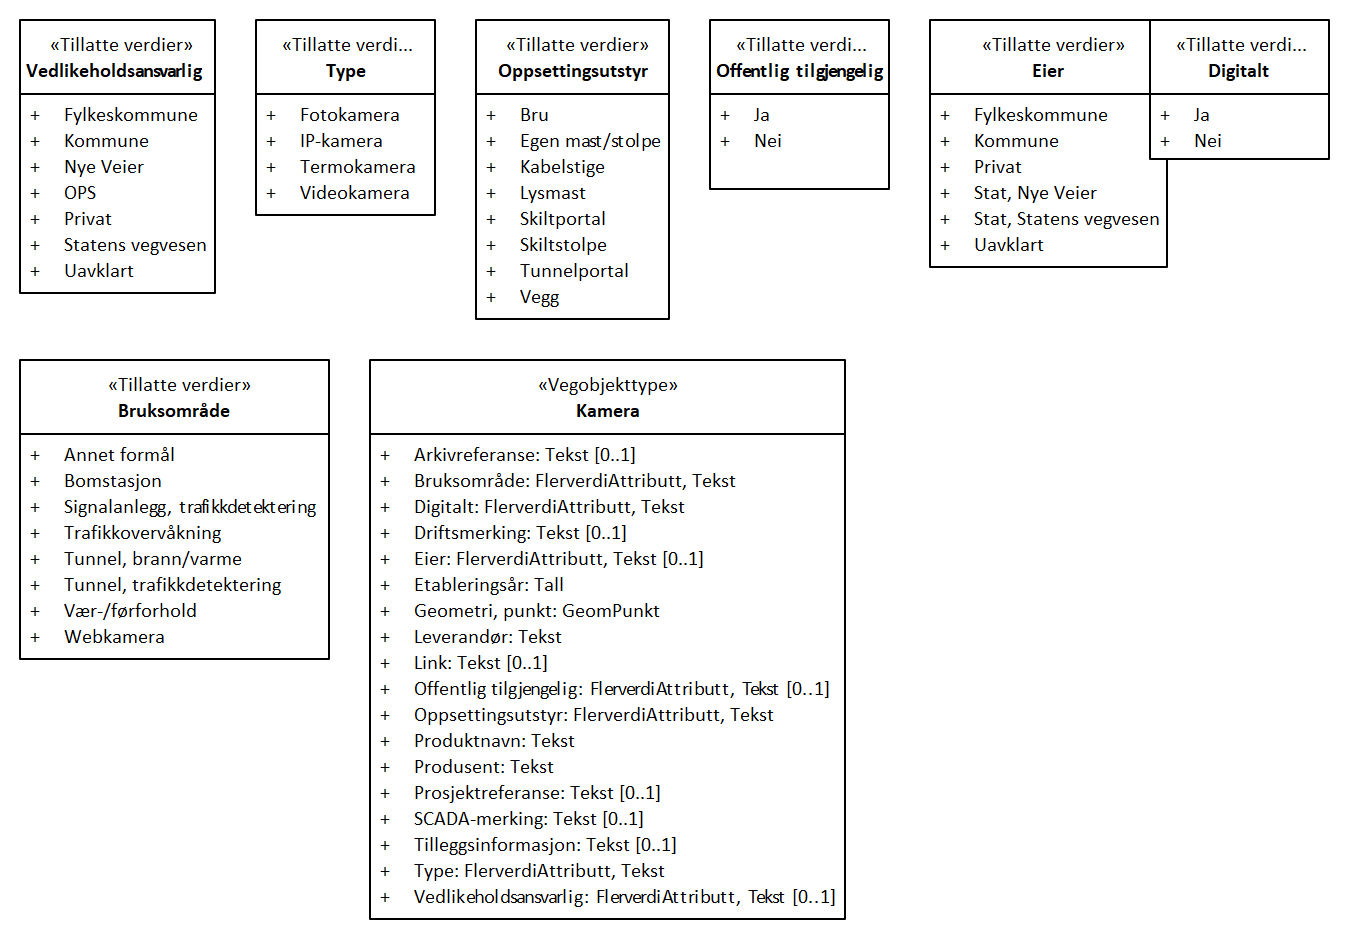 «Tillatte verdier»
Vedlikeholdsansvarlig
+ Fylkeskommune
+ Kommune
+ Nye Veier
+ OPS
+ Privat
+ Statens vegvesen
+ Uavklart
«Tillatte verdi...
Type
+ Fotokamera
+ IP-kamera
+ Termokamera
+ Videokamera
«Tillatte verdier»
Oppsettingsutstyr
+ Bru
+ Egen mast/stolpe
+ Kabelstige
+ Lysmast
+ Skiltportal
+ Skiltstolpe
+ Tunnelportal
+ Vegg
«Tillatte verdi...
Offentlig tilgjengelig
+ Ja
+ Nei
«Tillatte verdier»
Eier
+ Fylkeskommune
+ Kommune
+ Privat
+ Stat, Nye Veier
+ Stat, Statens vegvesen
+ Uavklart
«Tillatte verdi...
Digitalt
+ Ja
+ Nei
«Tillatte verdier»
Bruksområde
+ Annet formål
+ Bomstasjon
+ Signalanlegg, trafikkdetektering
+ Trafikkovervåkning
+ Tunnel, brann/varme
+ Tunnel, trafikkdetektering
+ Vær-/førforhold
+ Webkamera
«Vegobjekttype»
Kamera
+ Arkivreferanse: Tekst [0..1]
+ Bruksområde: FlerverdiAttributt, Tekst
+ Digitalt: FlerverdiAttributt, Tekst
+ Driftsmerking: Tekst [0..1]
+ Eier: FlerverdiAttributt, Tekst [0..1]
+ Etableringsår: Tall
+ Geometri, punkt: GeomPunkt
+ Leverandør: Tekst
+ Link: Tekst [0..1]
+ Offentlig tilgjengelig: FlerverdiAttributt, Tekst [0..1]
+ Oppsettingsutstyr: FlerverdiAttributt, Tekst
+ Produktnavn: Tekst
+ Produsent: Tekst
+ Prosjektreferanse: Tekst [0..1]
+ SCADA-merking: Tekst [0..1]
+ Tilleggsinformasjon: Tekst [0..1]
+ Type: FlerverdiAttributt, Tekst
+ Vedlikeholdsansvarlig: FlerverdiAttributt, Tekst [0..1]